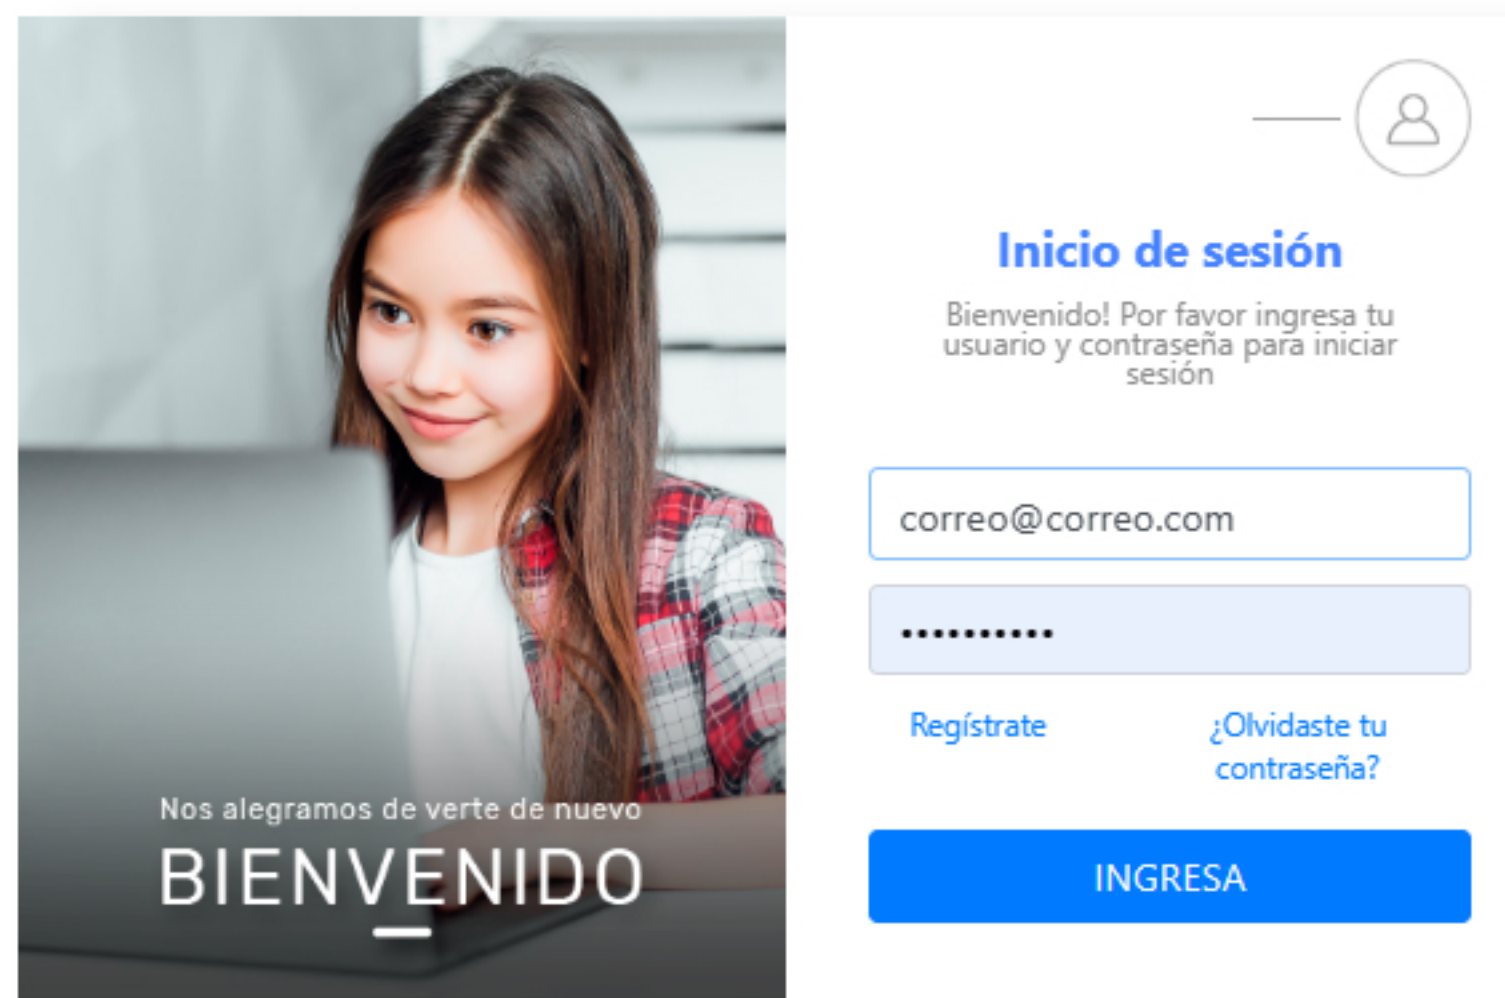 Nos alegramos de verte de nuevo
BIENVENIDO
Inicio de sesión
Bienvenido! Por favor ingresa tu
usuario y contraseña para iniciar
sesión
correo@correo.com
••••••••••
Regístrate
¿Olvidaste tu
contraseña?
INGRESA